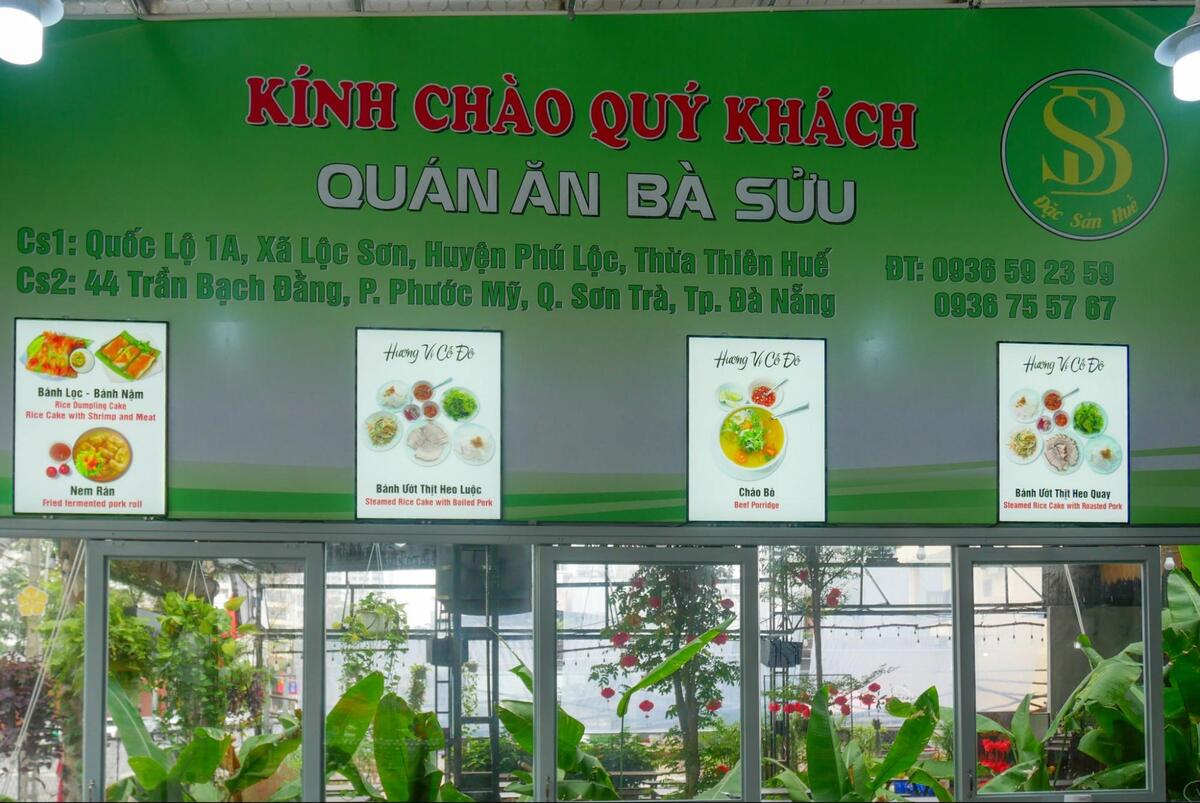 KÍNH CHÀO QUÝ KHÁCH
QUÁN ĂN BÀ SỬU
SB
Đặc Sản Huế
Cs1: Quốc Lộ 1A, Xã Lộc Sơn, Huyện Phú Lộc, Thừa Thiên Huế
Cs2: 44 Trần Bạch Đằng, P. Phước Mỹ, Q. Sơn Trà, Tp. Đà Nẵng
ĐT: 0936 59 23 59
0936 75 57 67
Bánh Lọc - Bánh Nậm
Rice Dumpling Cake
Rice Cake with Shrimp and Meat
Nem Rán
Fried fermented pork roll
Hương Vị Cố Đô
Bánh Ướt Thịt Heo Luộc
Steamed Rice Cake with Boiled Pork
Hương Vị Cố Đô
Cháo Bò
Beef Porridge
Hương Vị Cố Đô
Bánh Ướt Thịt Heo Quay
Steamed Rice Cake with Roasted Pork